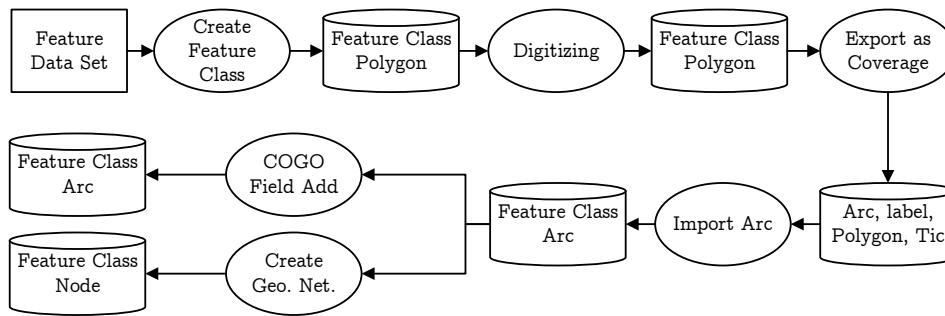 Feature
Data Set
Create
Feature
Class
Feature Class
Polygon
Digitizing
Feature Class
Polygon
Export as
Coverage
Arc, label,
Polygon, Tic
Import Arc
Feature Class
Arc
COGO
Field Add
Feature Class
Arc
Create
Geo. Net.
Feature Class
Node